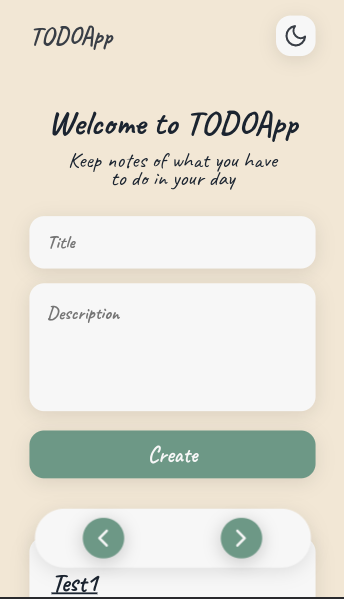 TODOApp
Welcome to TODOApp
Keep notes of what you have
to do in your day
Title
Description
Create
Test1